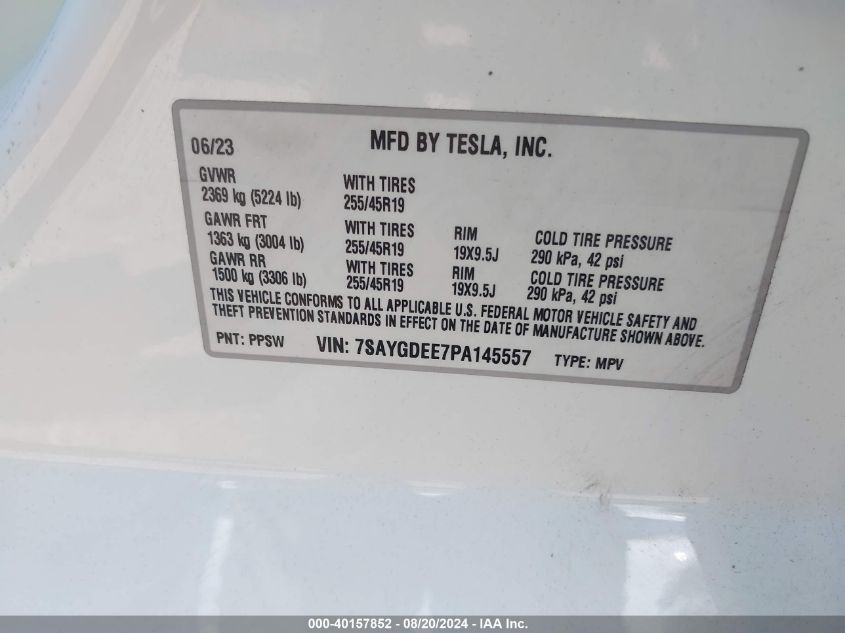 06/23 MFD BY TESLA, INC.
GVWR
2369 kg (5224 lb) WITH TIRES
255/45R19
GAWR FRT
1363 kg (3004 lb) WITH TIRES
255/45R19 RIM
19X9.5J COLD TIRE PRESSURE
290 kPa, 42 psi
GAWR RR
1500 kg (3306 lb) WITH TIRES
255/45R19 RIM
19X9.5J COLD TIRE PRESSURE
290 kPa, 42 psi
THIS VEHICLE CONFORMS TO ALL APPLICABLE U.S. FEDERAL MOTOR VEHICLE SAFETY AND
THEFT PREVENTION STANDARDS IN EFFECT ON THE DATE OF MANUFACTURE SHOWN ABOVE.
PNT: PPSW VIN: 7SAYGDEE7PA145557 TYPE: MPV
000-40157852 - 08/20/2024 - IAA Inc.